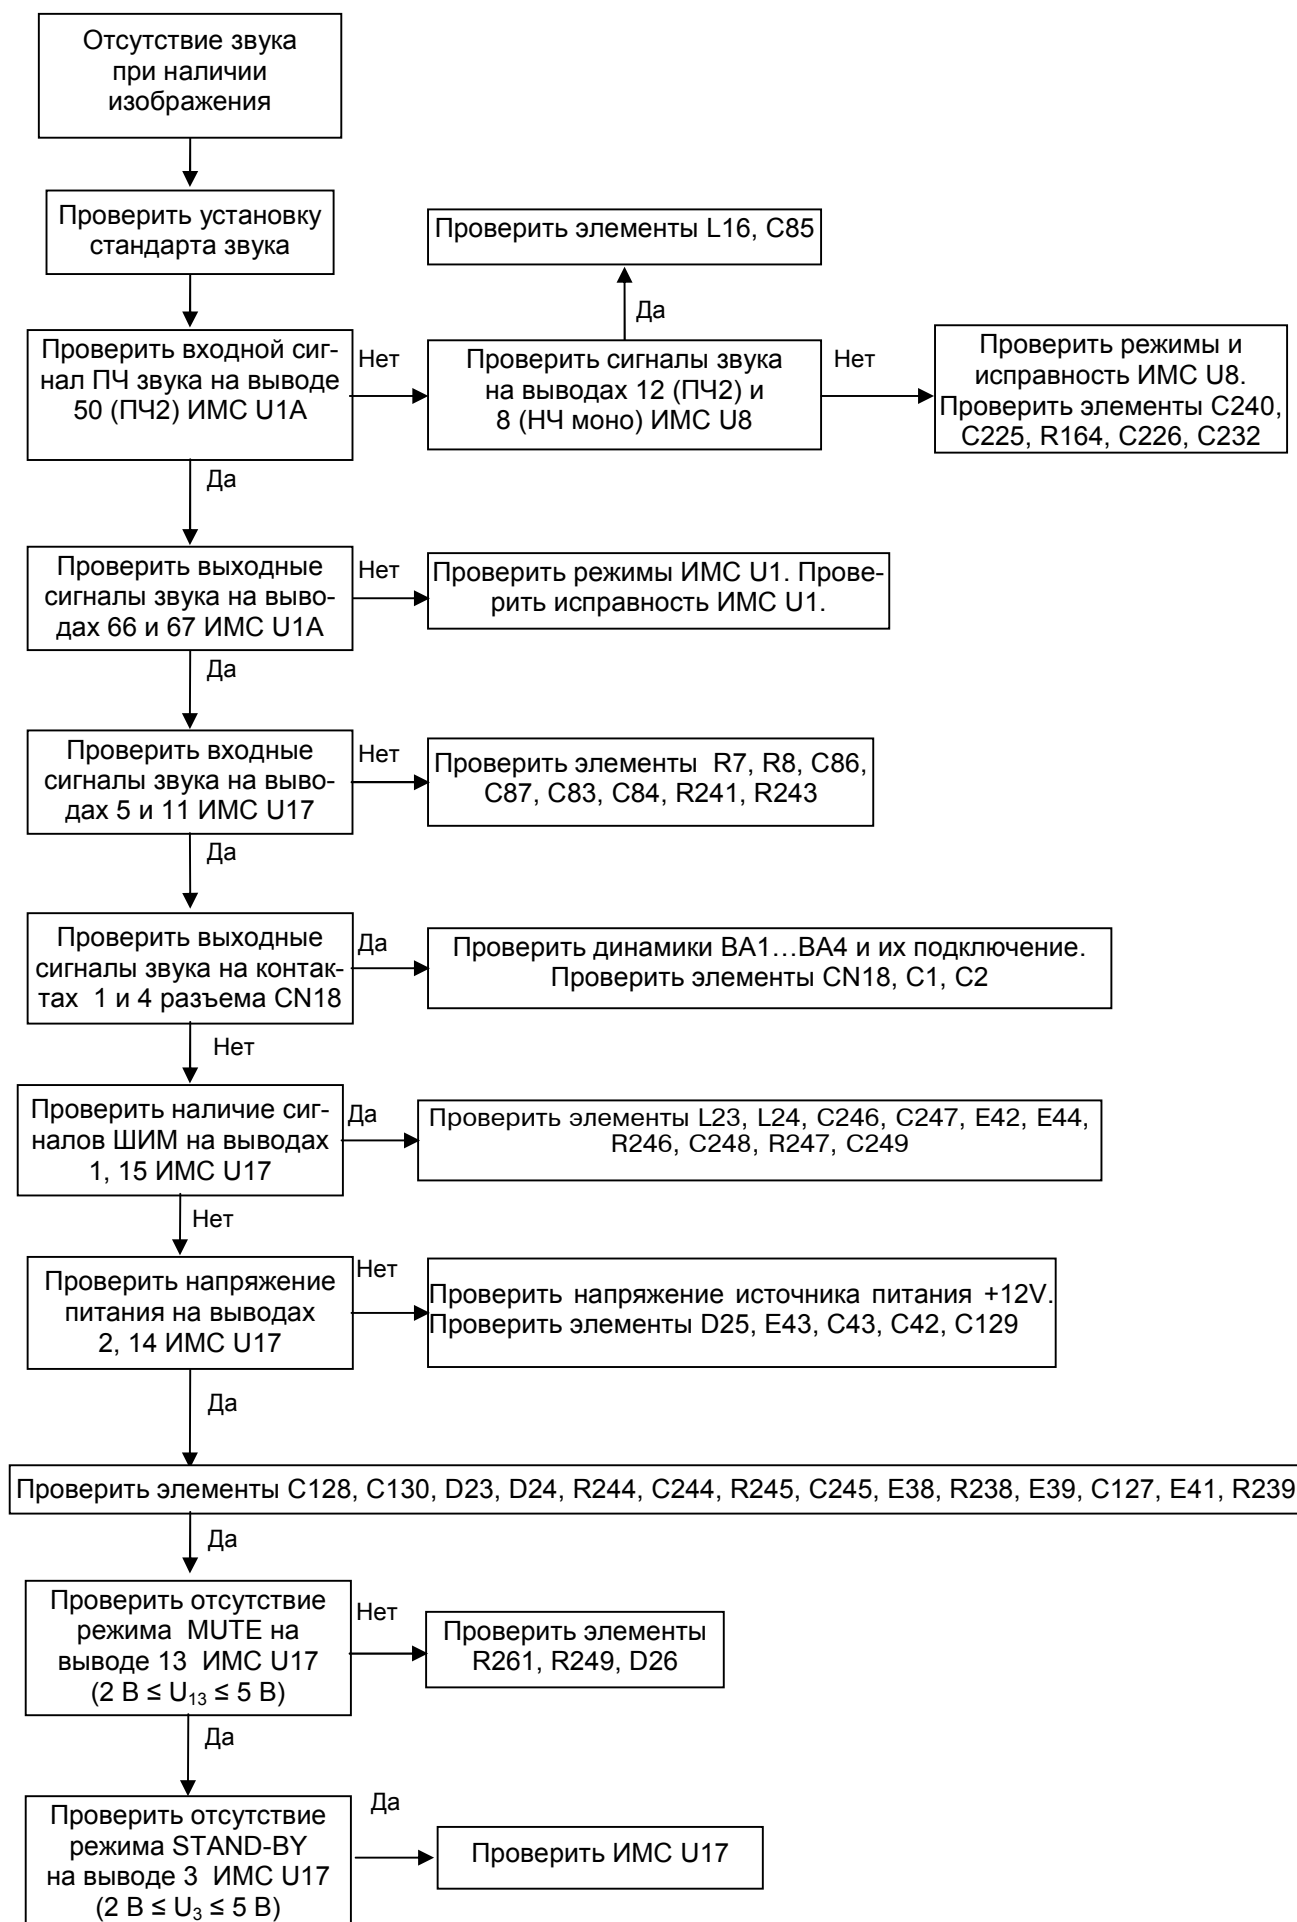 Отсутствие звука
при наличии
изображения
Проверить установку
стандарта звука
Проверить элементы L16, C85
Да
Проверить входной сиг-
нал ПЧ звука на выводе
50 (ПЧ2) ИМС U1A
Нет
Проверить сигналы звука
на выводах 12 (ПЧ2) и
8 (НЧ моно) ИМС U8
Нет
Проверить режимы и
исправность ИМС U8.
Проверить элементы C240,
C225, R164, C226, C232
Да
Проверить выходные
сигналы звука на выво-
дах 66 и 67 ИМС U1A
Нет
Проверить режимы ИМС U1. Прове-
рить исправность ИМС U1.
Да
Проверить входные
сигналы звука на выво-
дах 5 и 11 ИМС U17
Нет
Проверить элементы R7, R8, C86,
C87, C83, C84, R241, R243
Да
Проверить выходные
сигналы звука на контак-
тах 1 и 4 разъема CN18
Да
Проверить динамики BA1…BA4 и их подключение.
Проверить элементы CN18, C1, C2
Нет
Проверить наличие сиг-
налов ШИМ на выводах
1, 15 ИМС U17
Да
Проверить элементы L23, L24, C246, C247, E42, E44,
R246, C248, R247, C249
Нет
Проверить напряжение
питания на выводах
2, 14 ИМС U17
Нет
Проверить напряжение источника питания +12V.
Проверить элементы D25, E43, C43, C42, C129
Да
Проверить элементы C128, C130, D23, D24, R244, C244, R245, C245, E38, R238, E39, C127, E41, R239
Да
Проверить отсутствие
режима MUTE на
выводе 13 ИМС U17
(2 В ≤ U₁₃ ≤ 5 В)
Нет
Проверить элементы
R261, R249, D26
Да
Проверить отсутствие
режима STAND-BY
на выводе 3 ИМС U17
(2 В ≤ U₃ ≤ 5 В)
Да
Проверить ИМС U17